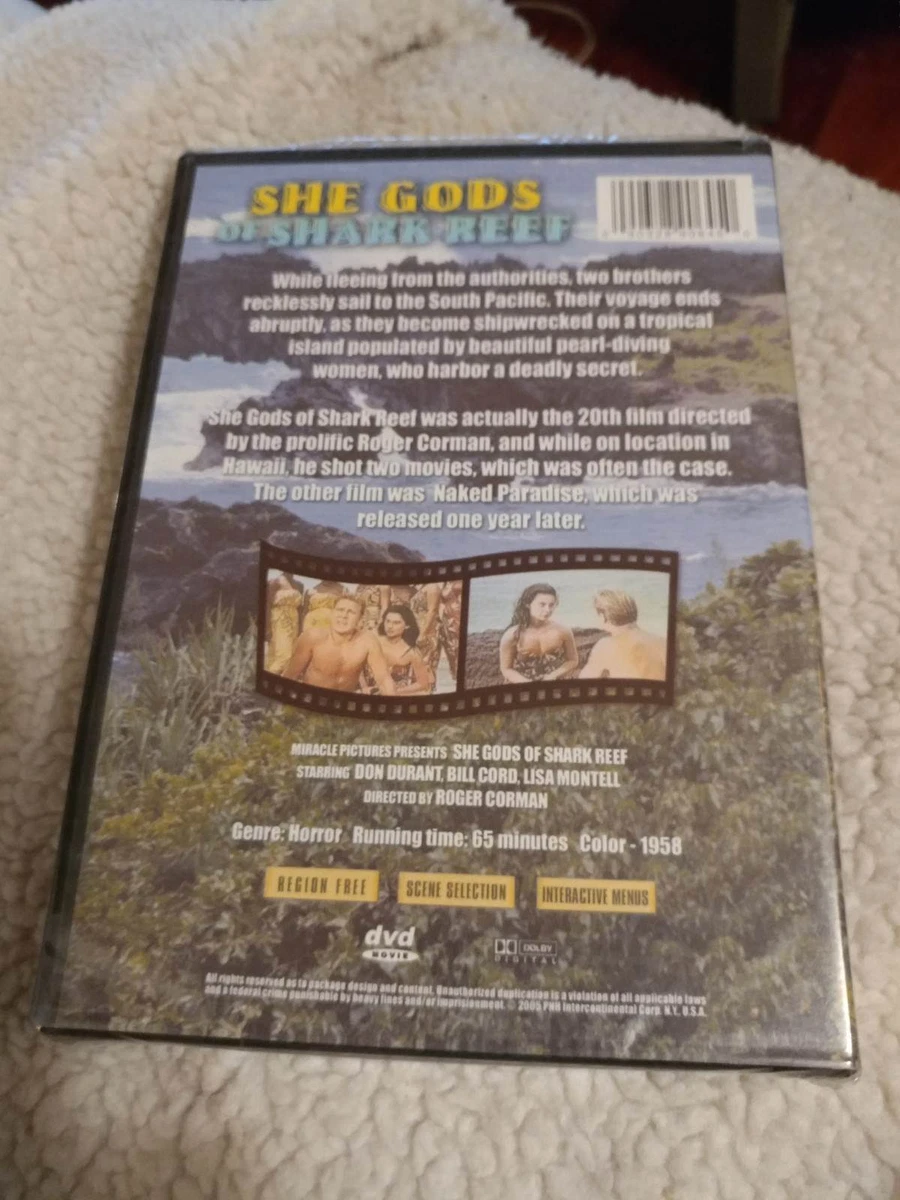 SHE GODS
OF SHARK REEF
While fleeing from the authorities, two brothers
recklessly sail to the South Pacific. Their voyage ends
abruptly, as they become shipwrecked on a tropical
island populated by beautiful pearl-diving
women, who harbor a deadly secret.
She Gods of Shark Reef was actually the 20th film directed
by the prolific Roger Corman, and while on location in
Hawaii, he shot two movies, which was often the case.
The other film was Naked Paradise, which was
released one year later.
MIRACLE PICTURES PRESENTS SHE GODS OF SHARK REEF
STARRING DON DURANT, BILL CORD, LISA MONTELL
DIRECTED BY ROGER CORMAN
Genre: Horror Running time: 65 minutes Color - 1958
REGION FREE SCENE SELECTION INTERACTIVE MENUS
dvd
MOVIE
DOLBY
DIGITAL
All rights reserved as to package design and content. Unauthorized duplication is a violation of all applicable laws
and a federal crime punishable by heavy fines and/or imprisionment. © 2005 PNR Intercontinental Corp. N.Y. U.S.A.